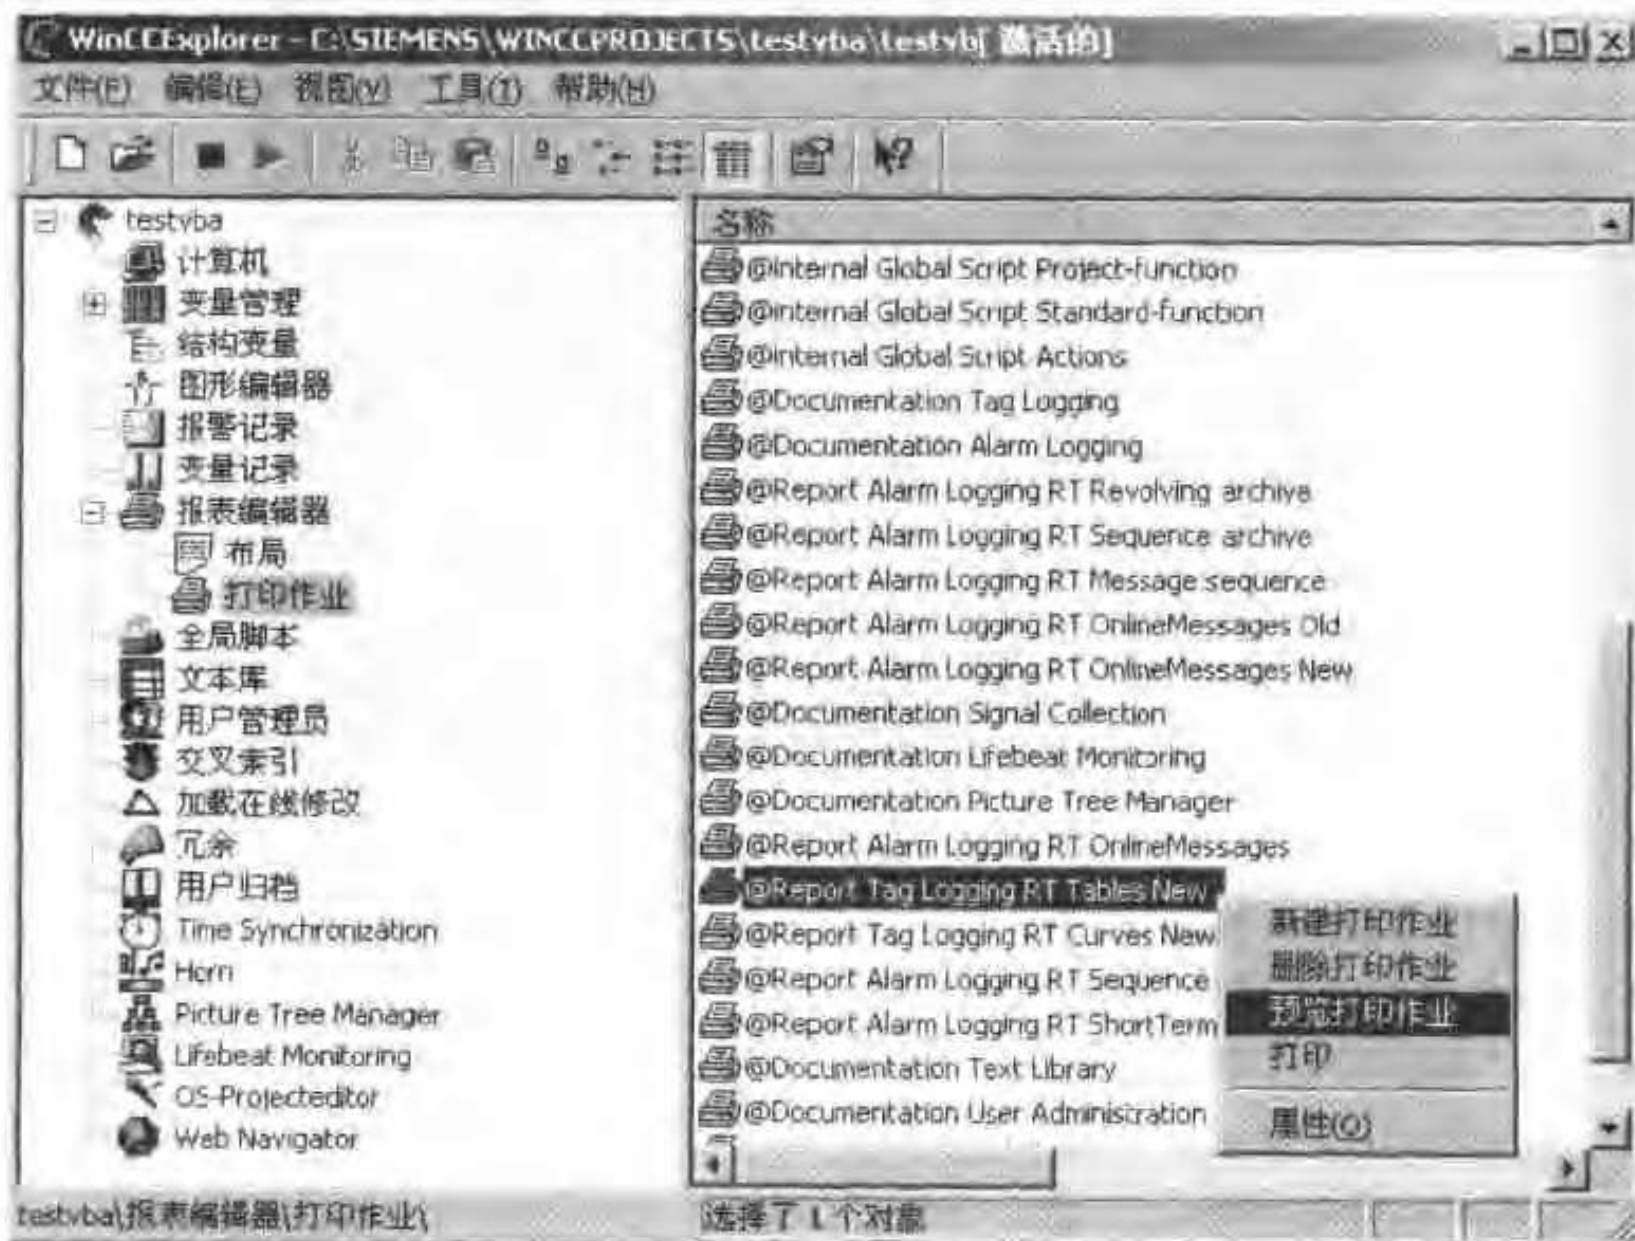 WinCCExplorer - C:\SIEMENS\WINCCPROJECTS\testvba\testvb[ 激活的]
文件(F) 编辑(E) 视图(V) 工具(T) 帮助(H)
testvba
计算机
变量管理
结构变量
图形编辑器
报警记录
变量记录
报表编辑器
布局
打印作业
全局脚本
文本库
用户管理员
交叉索引
加载在线修改
冗余
用户归档
Time Synchronization
Horn
Picture Tree Manager
Lifebeat Monitoring
OS-Projecteditor
Web Navigator
名称
@Internal Global Script Project-function
@internal Global Script Standard-function
@internal Global Script Actions
@Documentation Tag Logging
@Documentation Alarm Logging
@Report Alarm Logging RT Revolving archive
@Report Alarm Logging RT Sequence archive
@Report Alarm Logging RT Message sequence
@Report Alarm Logging RT OnlineMessages Old
@Report Alarm Logging RT OnlineMessages New
@Documentation Signal Collection
@Documentation Lifebeat Monitoring
@Documentation Picture Tree Manager
@Report Alarm Logging RT OnlineMessages
@Report Tag Logging RT Tables New
@Report Tag Logging RT Curves New
@Report Alarm Logging RT Sequence
@Report Alarm Logging RT ShortTerm
@Documentation Text Library
@Documentation User Administration
新建打印作业
删除打印作业
预览打印作业
打印
属性(O)
testvba\报表编辑器\打印作业\
选择了 1 个对象